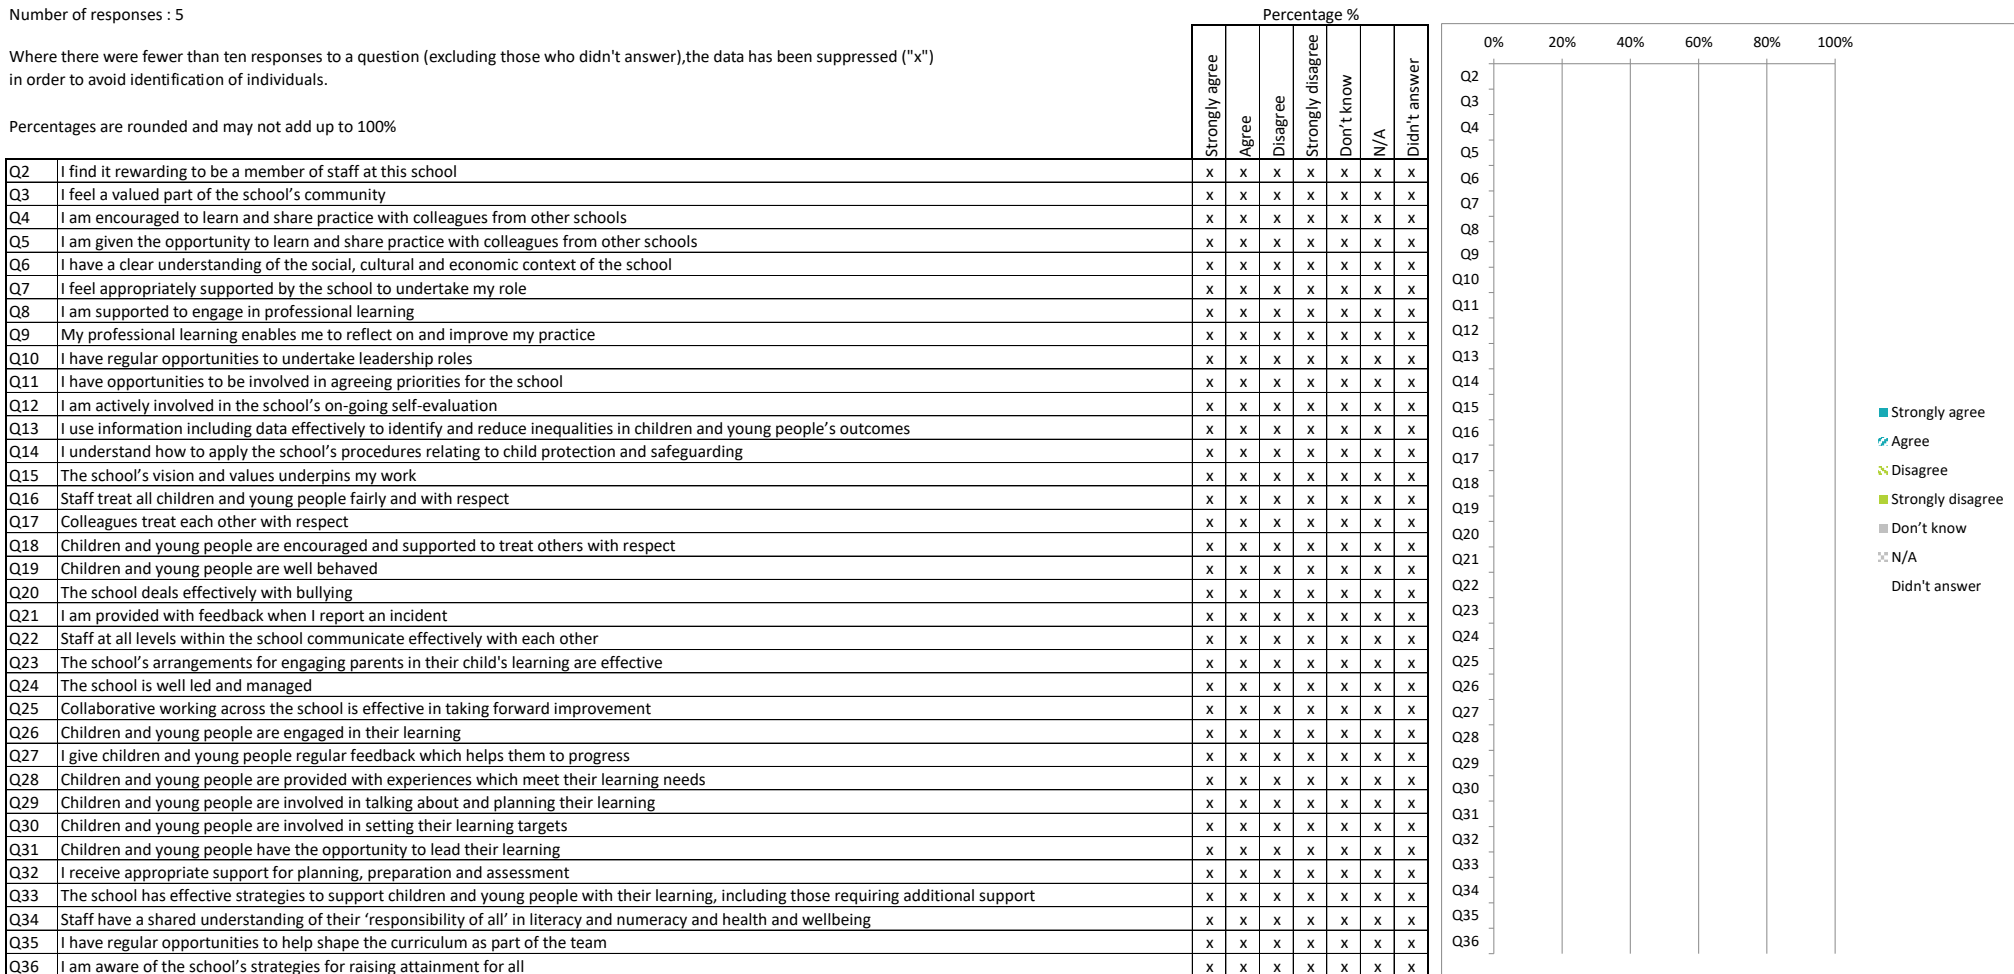 Number of responses : 5
Percentage %
Where there were fewer than ten responses to a question (excluding those who didn't answer),the data has been suppressed ("x")
in order to avoid identification of individuals.
Percentages are rounded and may not add up to 100%
Strongly agree
Agree
Disagree
Strongly disagree
Don't know
N/A
Didn't answer
Q2 I find it rewarding to be a member of staff at this school x x x x x x x
Q3 I feel a valued part of the school’s community x x x x x x x
Q4 I am encouraged to learn and share practice with colleagues from other schools x x x x x x x
Q5 I am given the opportunity to learn and share practice with colleagues from other schools x x x x x x x
Q6 I have a clear understanding of the social, cultural and economic context of the school x x x x x x x
Q7 I feel appropriately supported by the school to undertake my role x x x x x x x
Q8 I am supported to engage in professional learning x x x x x x x
Q9 My professional learning enables me to reflect on and improve my practice x x x x x x x
Q10 I have regular opportunities to undertake leadership roles x x x x x x x
Q11 I have opportunities to be involved in agreeing priorities for the school x x x x x x x
Q12 I am actively involved in the school’s on-going self-evaluation x x x x x x x
Q13 I use information including data effectively to identify and reduce inequalities in children and young people’s outcomes x x x x x x x
Q14 I understand how to apply the school’s procedures relating to child protection and safeguarding x x x x x x x
Q15 The school’s vision and values underpins my work x x x x x x x
Q16 Staff treat all children and young people fairly and with respect x x x x x x x
Q17 Colleagues treat each other with respect x x x x x x x
Q18 Children and young people are encouraged and supported to treat others with respect x x x x x x x
Q19 Children and young people are well behaved x x x x x x x
Q20 The school deals effectively with bullying x x x x x x x
Q21 I am provided with feedback when I report an incident x x x x x x x
Q22 Staff at all levels within the school communicate effectively with each other x x x x x x x
Q23 The school’s arrangements for engaging parents in their child's learning are effective x x x x x x x
Q24 The school is well led and managed x x x x x x x
Q25 Collaborative working across the school is effective in taking forward improvement x x x x x x x
Q26 Children and young people are engaged in their learning x x x x x x x
Q27 I give children and young people regular feedback which helps them to progress x x x x x x x
Q28 Children and young people are provided with experiences which meet their learning needs x x x x x x x
Q29 Children and young people are involved in talking about and planning their learning x x x x x x x
Q30 Children and young people are involved in setting their learning targets x x x x x x x
Q31 Children and young people have the opportunity to lead their learning x x x x x x x
Q32 I receive appropriate support for planning, preparation and assessment x x x x x x x
Q33 The school has effective strategies to support children and young people with their learning, including those requiring additional support x x x x x x x
Q34 Staff have a shared understanding of their ‘responsibility of all’ in literacy and numeracy and health and wellbeing x x x x x x x
Q35 I have regular opportunities to help shape the curriculum as part of the team x x x x x x x
Q36 I am aware of the school’s strategies for raising attainment for all x x x x x x x
0% 20% 40% 60% 80% 100%
Q2
Q3
Q4
Q5
Q6
Q7
Q8
Q9
Q10
Q11
Q12
Q13
Q14
Q15
Q16
Q17
Q18
Q19
Q20
Q21
Q22
Q23
Q24
Q25
Q26
Q27
Q28
Q29
Q30
Q31
Q32
Q33
Q34
Q35
Q36
Strongly agree
Agree
Disagree
Strongly disagree
Don’t know
N/A
Didn't answer